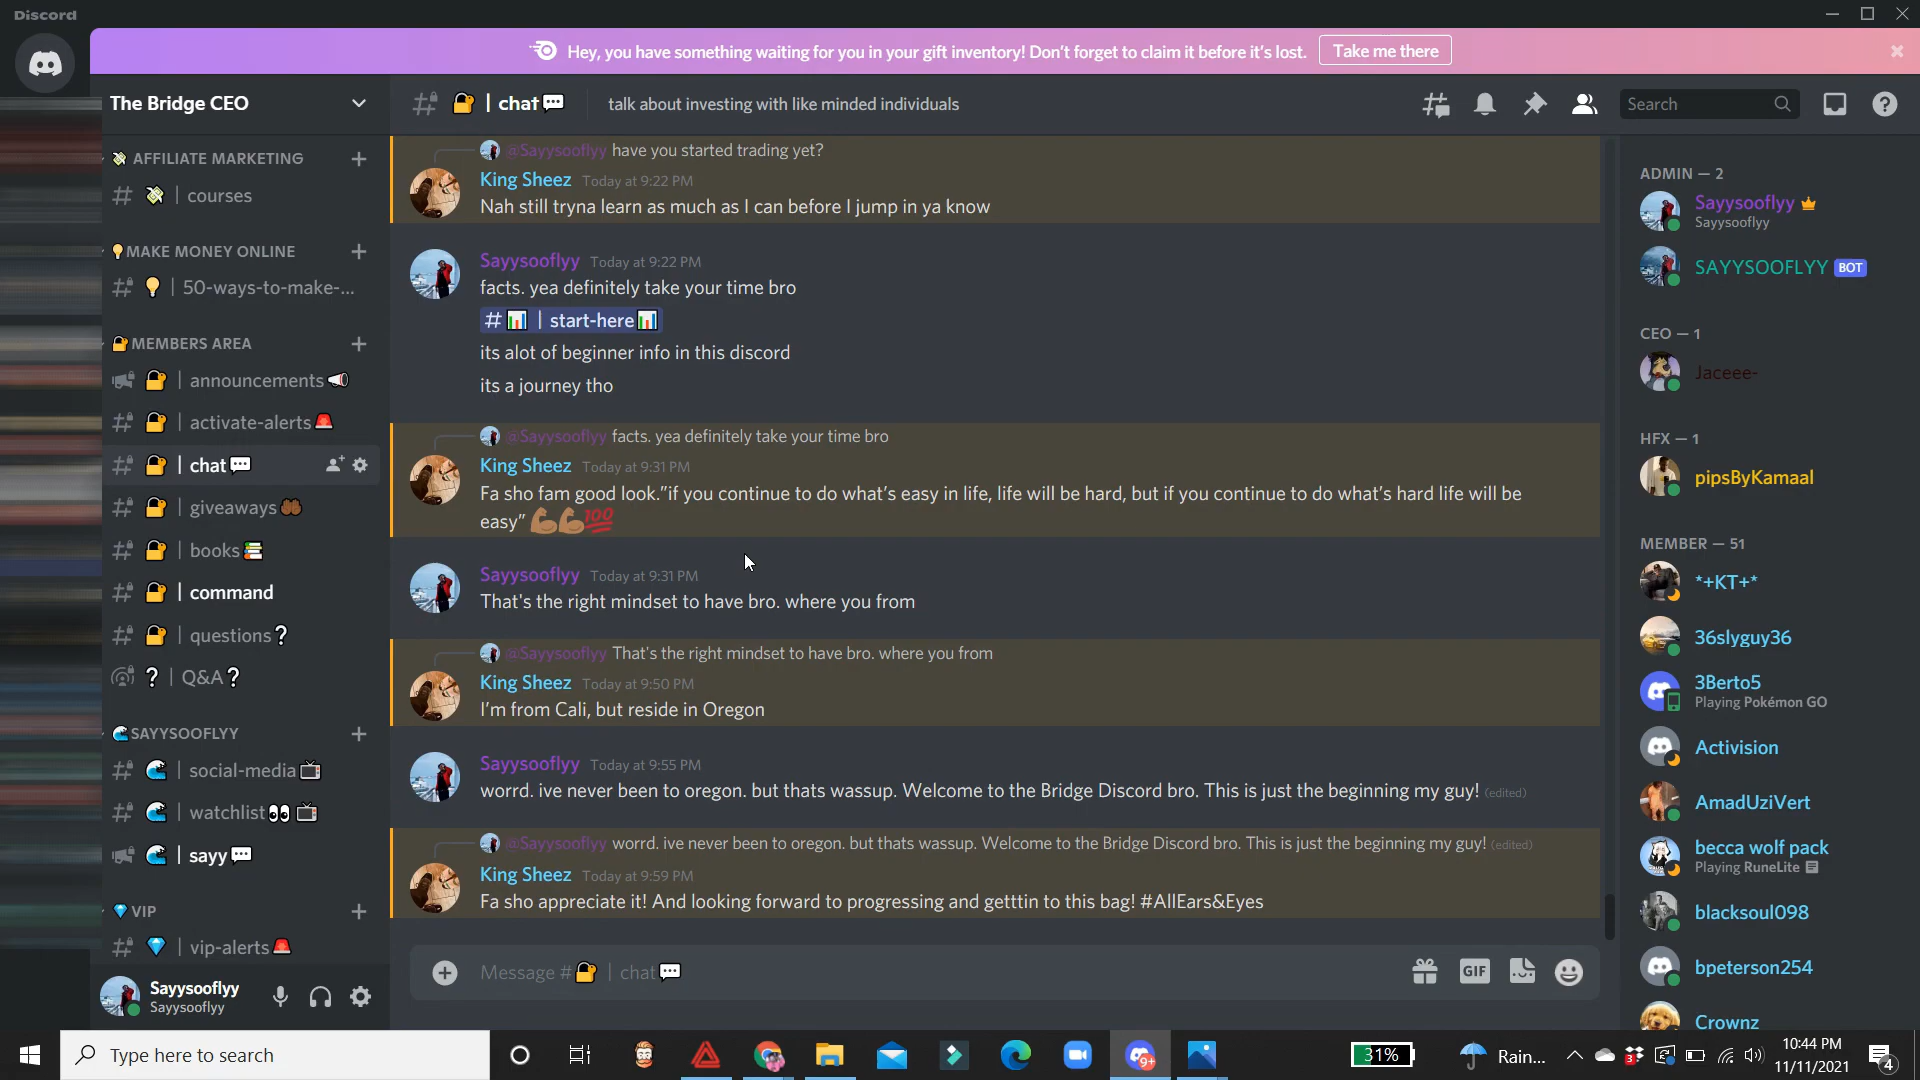 Discord
Hey, you have something waiting for you in your gift inventory! Don't forget to claim it before it's lost.
Take me there
The Bridge CEO
| chat💬
talk about investing with like minded individuals
Search
💸 AFFILIATE MARKETING
# 💸 | courses
💡MAKE MONEY ONLINE
# 💡 | 50-ways-to-make-...
🔐MEMBERS AREA
🔐 | announcements📢
🔐 | activate-alerts🚨
🔐 | chat💬
🔐 | giveaways🤲🏾
🔐 | books📚
🔐 | command
🔐 | questions❔
❔ | Q&A❔
🌊SAYYSOOFLYY
🌊 | social-media📺
🌊 | watchlist👀📺
🌊 | sayy💬
💎VIP
💎 | vip-alerts🚨
Sayysooflyy
Sayysooflyy
@Sayysooflyy have you started trading yet?
King Sheez Today at 9:22 PM
Nah still tryna learn as much as I can before I jump in ya know
Sayysooflyy Today at 9:22 PM
facts. yea definitely take your time bro
#📊 | start-here📊
its alot of beginner info in this discord
its a journey tho
@Sayysooflyy facts. yea definitely take your time bro
King Sheez Today at 9:31 PM
Fa sho fam good look."if you continue to do what's easy in life, life will be hard, but if you continue to do what's hard life will be
easy" 💪🏽💪🏽💯
Sayysooflyy Today at 9:31 PM
That's the right mindset to have bro. where you from
@Sayysooflyy That's the right mindset to have bro. where you from
King Sheez Today at 9:50 PM
I'm from Cali, but reside in Oregon
Sayysooflyy Today at 9:55 PM
worrd. ive never been to oregon. but thats wassup. Welcome to the Bridge Discord bro. This is just the beginning my guy! (edited)
@Sayysooflyy worrd. ive never been to oregon. but thats wassup. Welcome to the Bridge Discord bro. This is just the beginning my guy! (edited)
King Sheez Today at 9:59 PM
Fa sho appreciate it! And looking forward to progressing and getttin to this bag! #AllEars&Eyes
Message #🔐 | chat💬
GIF
ADMIN — 2
Sayysooflyy
Sayysooflyy
SAYYSOOFLYY BOT
CEO — 1
Jaceee-
HFX — 1
pipsByKamaal
MEMBER — 51
*+KT+*
36slyguy36
3Berto5
Playing Pokémon GO
Activision
AmadUziVert
becca wolf pack
Playing RuneLite
blacksoul098
bpeterson254
Crownz
Type here to search
9+
31%
Rain...
3
10:44 PM
11/11/2021
4